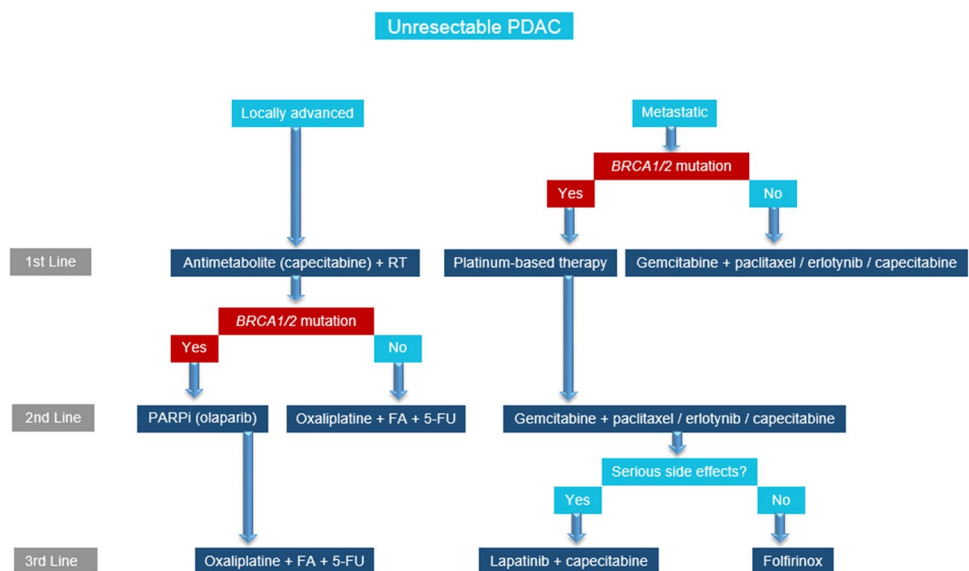 Unresectable PDAC
Locally advanced
Metastatic
BRCA1/2 mutation
Yes
No
1st Line
Antimetabolite (capecitabine) + RT
Platinum-based therapy
Gemcitabine + paclitaxel / erlotynib / capecitabine
BRCA1/2 mutation
Yes
No
2nd Line
PARPi (olaparib)
Oxaliplatine + FA + 5-FU
Gemcitabine + paclitaxel / erlotynib / capecitabine
Serious side effects?
Yes
No
3rd Line
Oxaliplatine + FA + 5-FU
Lapatinib + capecitabine
Folfirinox